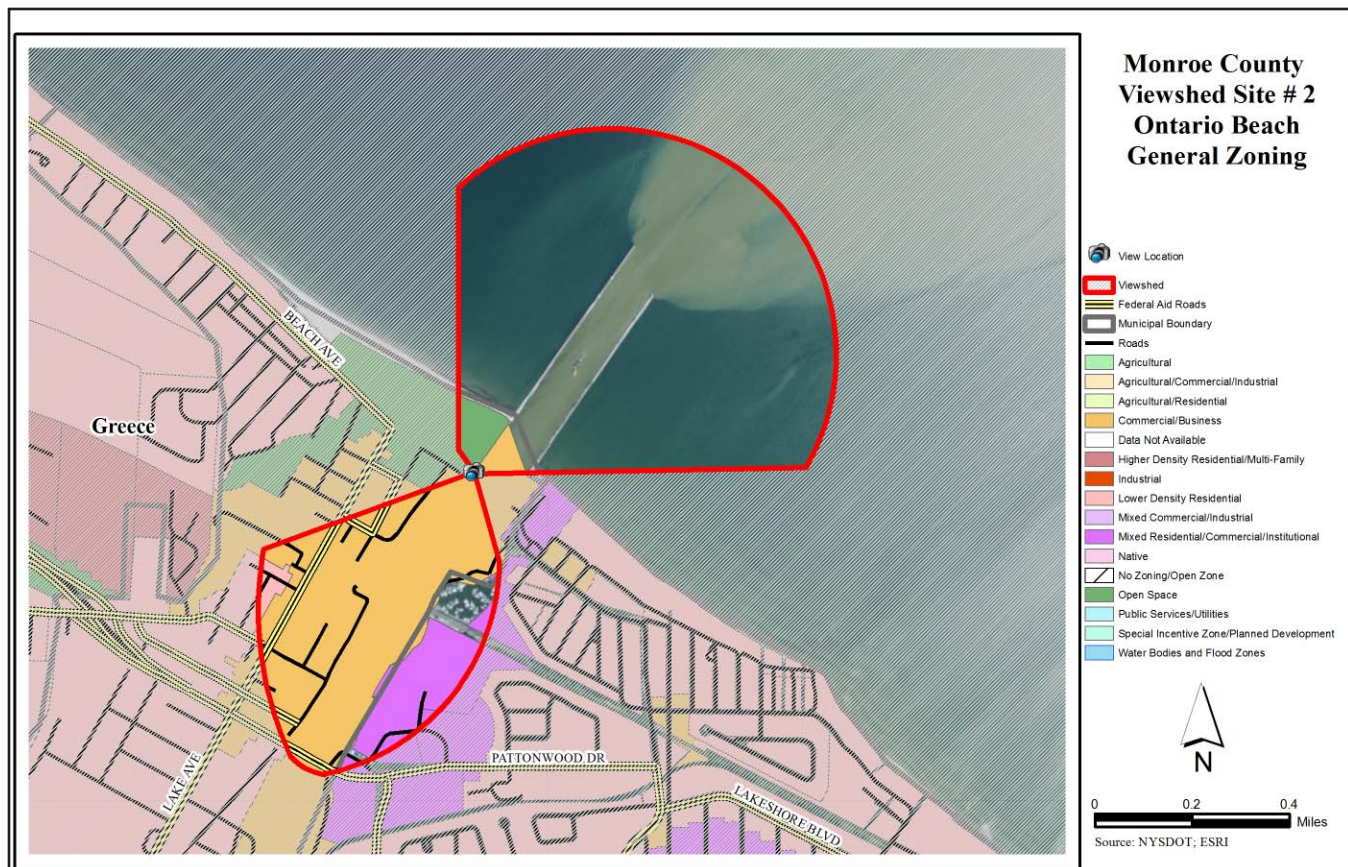 Monroe County
Viewshed Site # 2
Ontario Beach
General Zoning
View Location
Viewshed
Federal Aid Roads
Municipal Boundary
Roads
Agricultural
Agricultural/Commercial/Industrial
Agricultural/Residential
Commercial/Business
Data Not Available
Higher Density Residential/Multi-Family
Industrial
Lower Density Residential
Mixed Commercial/Industrial
Mixed Residential/Commercial/Institutional
Native
No Zoning/Open Zone
Open Space
Public Services/Utilities
Special Incentive Zone/Planned Development
Water Bodies and Flood Zones
N
0 0.2 0.4
Miles
Source: NYSDOT; ESRI
BEACH AVE
Greece
LAKE AVE
PATTONWOOD DR
LAKESHORE BLVD